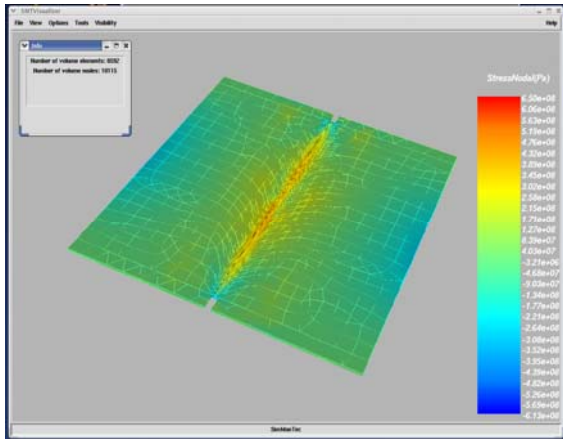 SMTVisualizer
File View Options Tools Visibility Help
Info
Number of volume elements: 8592
Number of volume nodes: 18115
StressNodal(Pa)
6.50e+08
6.06e+08
5.63e+08
5.19e+08
4.76e+08
4.32e+08
3.89e+08
3.45e+08
3.02e+08
2.58e+08
2.15e+08
1.71e+08
1.27e+08
8.39e+07
4.03e+07
-3.21e+06
-4.68e+07
-9.03e+07
-1.34e+08
-1.77e+08
-2.21e+08
-2.64e+08
-3.08e+08
-3.52e+08
-3.95e+08
-4.39e+08
-4.82e+08
-5.26e+08
-5.69e+08
-6.13e+08